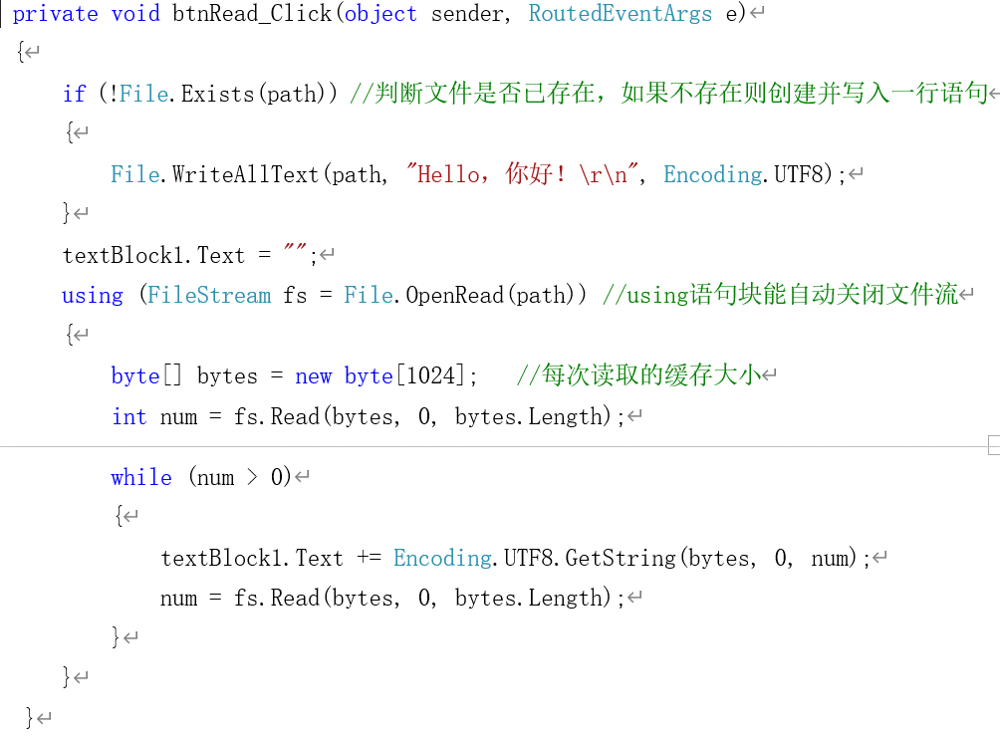 private void btnRead_Click(object sender, RoutedEventArgs e)↵
{↵
if (!File.Exists(path)) //判断文件是否已存在，如果不存在则创建并写入一行语句↵
{↵
File.WriteAllText(path, "Hello，你好！\r\n", Encoding.UTF8);↵
}↵
textBlock1.Text = "";↵
using (FileStream fs = File.OpenRead(path)) //using语句块能自动关闭文件流↵
{↵
byte[] bytes = new byte[1024]; //每次读取的缓存大小↵
int num = fs.Read(bytes, 0, bytes.Length);↵
while (num > 0)↵
{↵
textBlock1.Text += Encoding.UTF8.GetString(bytes, 0, num);↵
num = fs.Read(bytes, 0, bytes.Length);↵
}↵
}↵
}↵